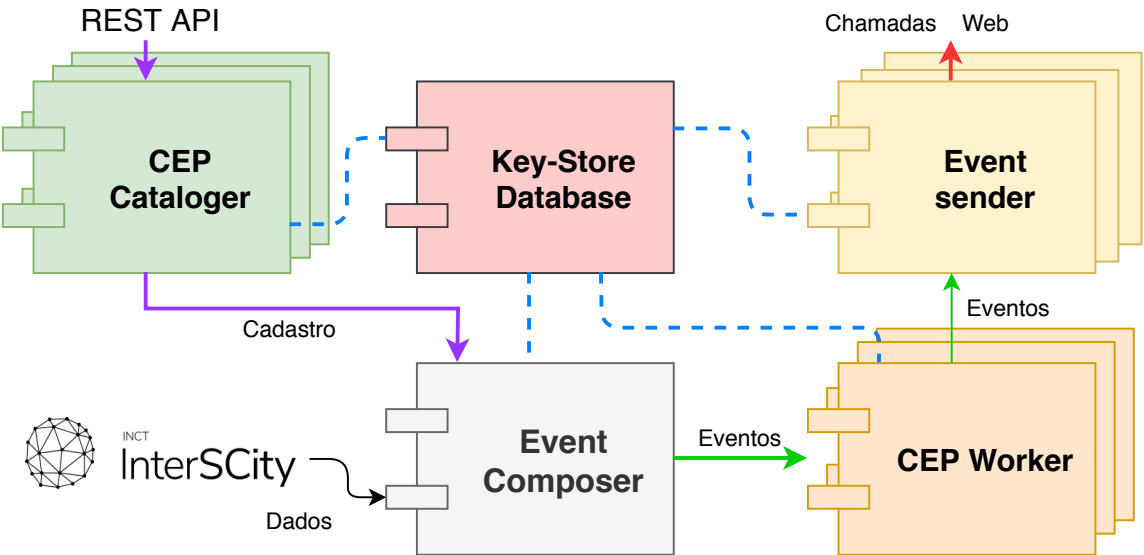 REST API
Chamadas Web
CEP
Cataloger
Key-Store
Database
Event
sender
Cadastro
Eventos
INCT
InterSCity
Dados
Event
Composer
Eventos
CEP Worker